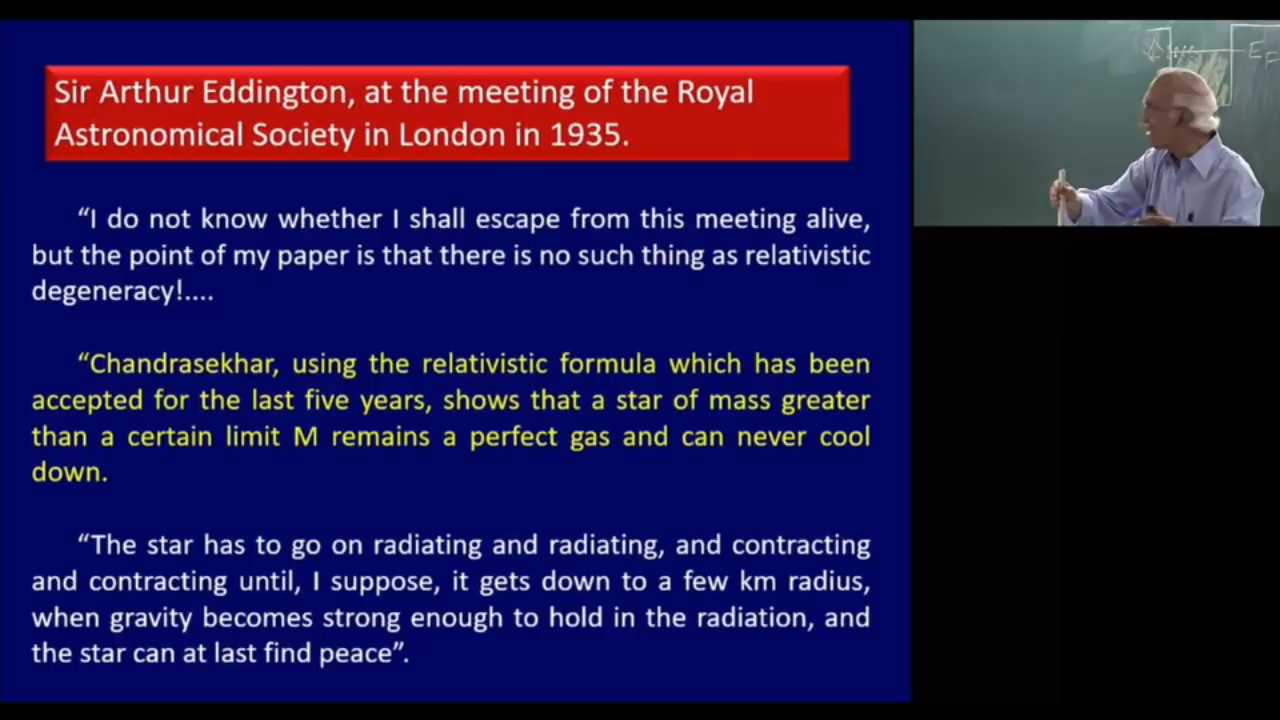 Sir Arthur Eddington, at the meeting of the Royal
Astronomical Society in London in 1935.
“I do not know whether I shall escape from this meeting alive,
but the point of my paper is that there is no such thing as relativistic
degeneracy!....
“Chandrasekhar, using the relativistic formula which has been
accepted for the last five years, shows that a star of mass greater
than a certain limit M remains a perfect gas and can never cool
down.
“The star has to go on radiating and radiating, and contracting
and contracting until, I suppose, it gets down to a few km radius,
when gravity becomes strong enough to hold in the radiation, and
the star can at last find peace”.
E_F